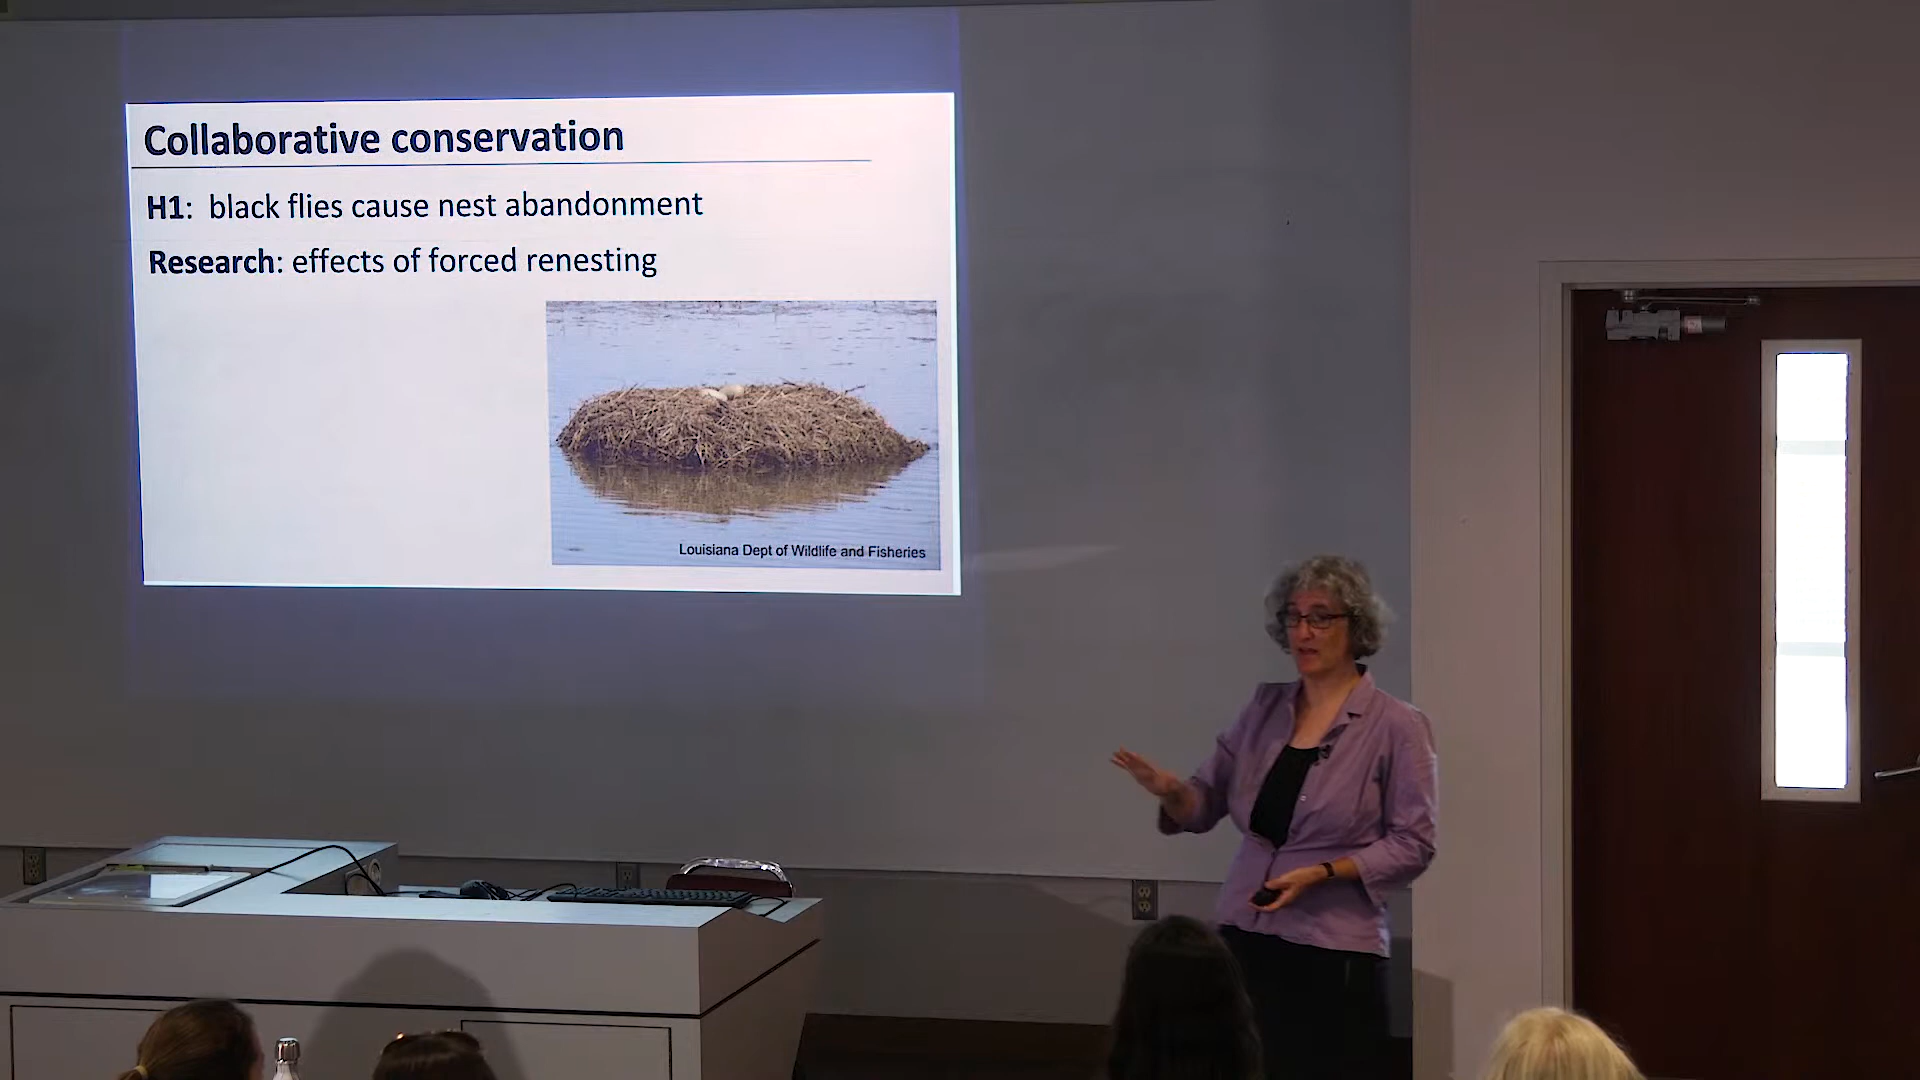 Collaborative conservation
H1: black flies cause nest abandonment
Research: effects of forced renesting
Louisiana Dept of Wildlife and Fisheries